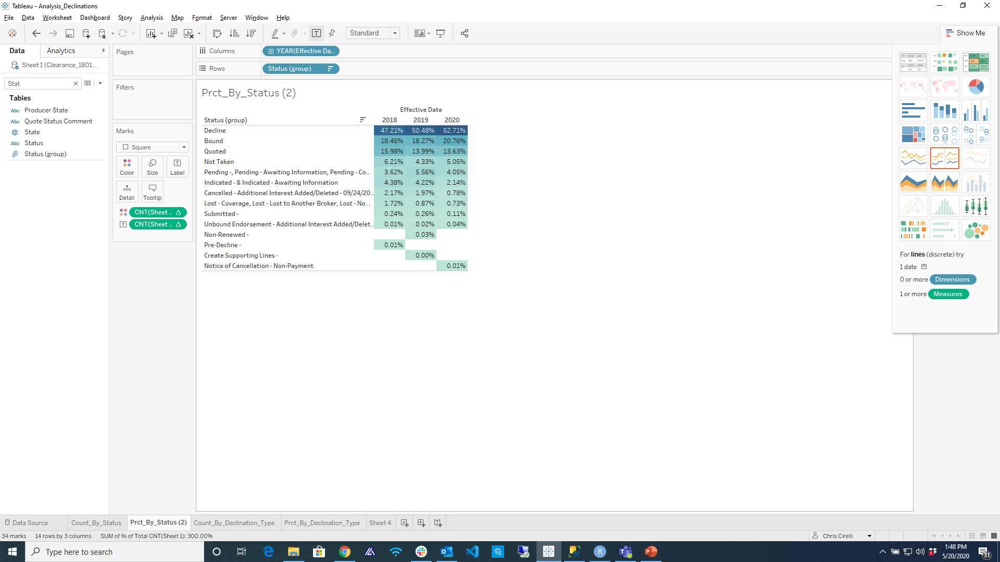 Tableau - Analysis_Declinations
File Data Worksheet Dashboard Story Analysis Map Format Server Window Help
Standard
Show Me
Data Analytics
Sheet 1 (Clearance_1801...
Stat
Tables
Abc Producer State
Abc Quote Status Comment
State
Abc Status
Status (group)
Pages
Filters
Marks
Square
Color Size Label
Detail Tooltip
CNT(Sheet ..
CNT(Sheet ..
Columns YEAR(Effective Da..
Rows Status (group)
Prct_By_Status (2)
Effective Date
Status (group) 2018 2019 2020
Decline 47.21% 50.48% 52.71%
Bound 18.45% 18.27% 20.76%
Quoted 15.98% 13.99% 13.63%
Not Taken 6.21% 4.33% 5.05%
Pending -, Pending - Awaiting Information, Pending - Co.. 3.62% 5.56% 4.05%
Indicated - & Indicated - Awaiting Information 4.38% 4.22% 2.14%
Cancelled - Additional Interest Added/Deleted - 09/24/20.. 2.17% 1.97% 0.78%
Lost - Coverage, Lost - Lost to Another Broker, Lost - No .. 1.72% 0.87% 0.73%
Submitted - 0.24% 0.26% 0.11%
Unbound Endorsement - Additional Interest Added/Delet.. 0.01% 0.02% 0.04%
Non-Renewed - 0.03%
Pre-Decline - 0.01%
Create Supporting Lines - 0.00%
Notice of Cancellation - Non-Payment 0.01%
For lines (discrete) try
1 date
0 or more Dimensions
1 or more Measures
Data Source Count_By_Status Prct_By_Status (2) Count_By_Declination_Type Prct_By_Declination_Type Sheet 4
34 marks 14 rows by 3 columns SUM of % of Total CNT(Sheet 1): 300.00%
Chris Cirelli
Type here to search
1:48 PM
5/20/2020
31